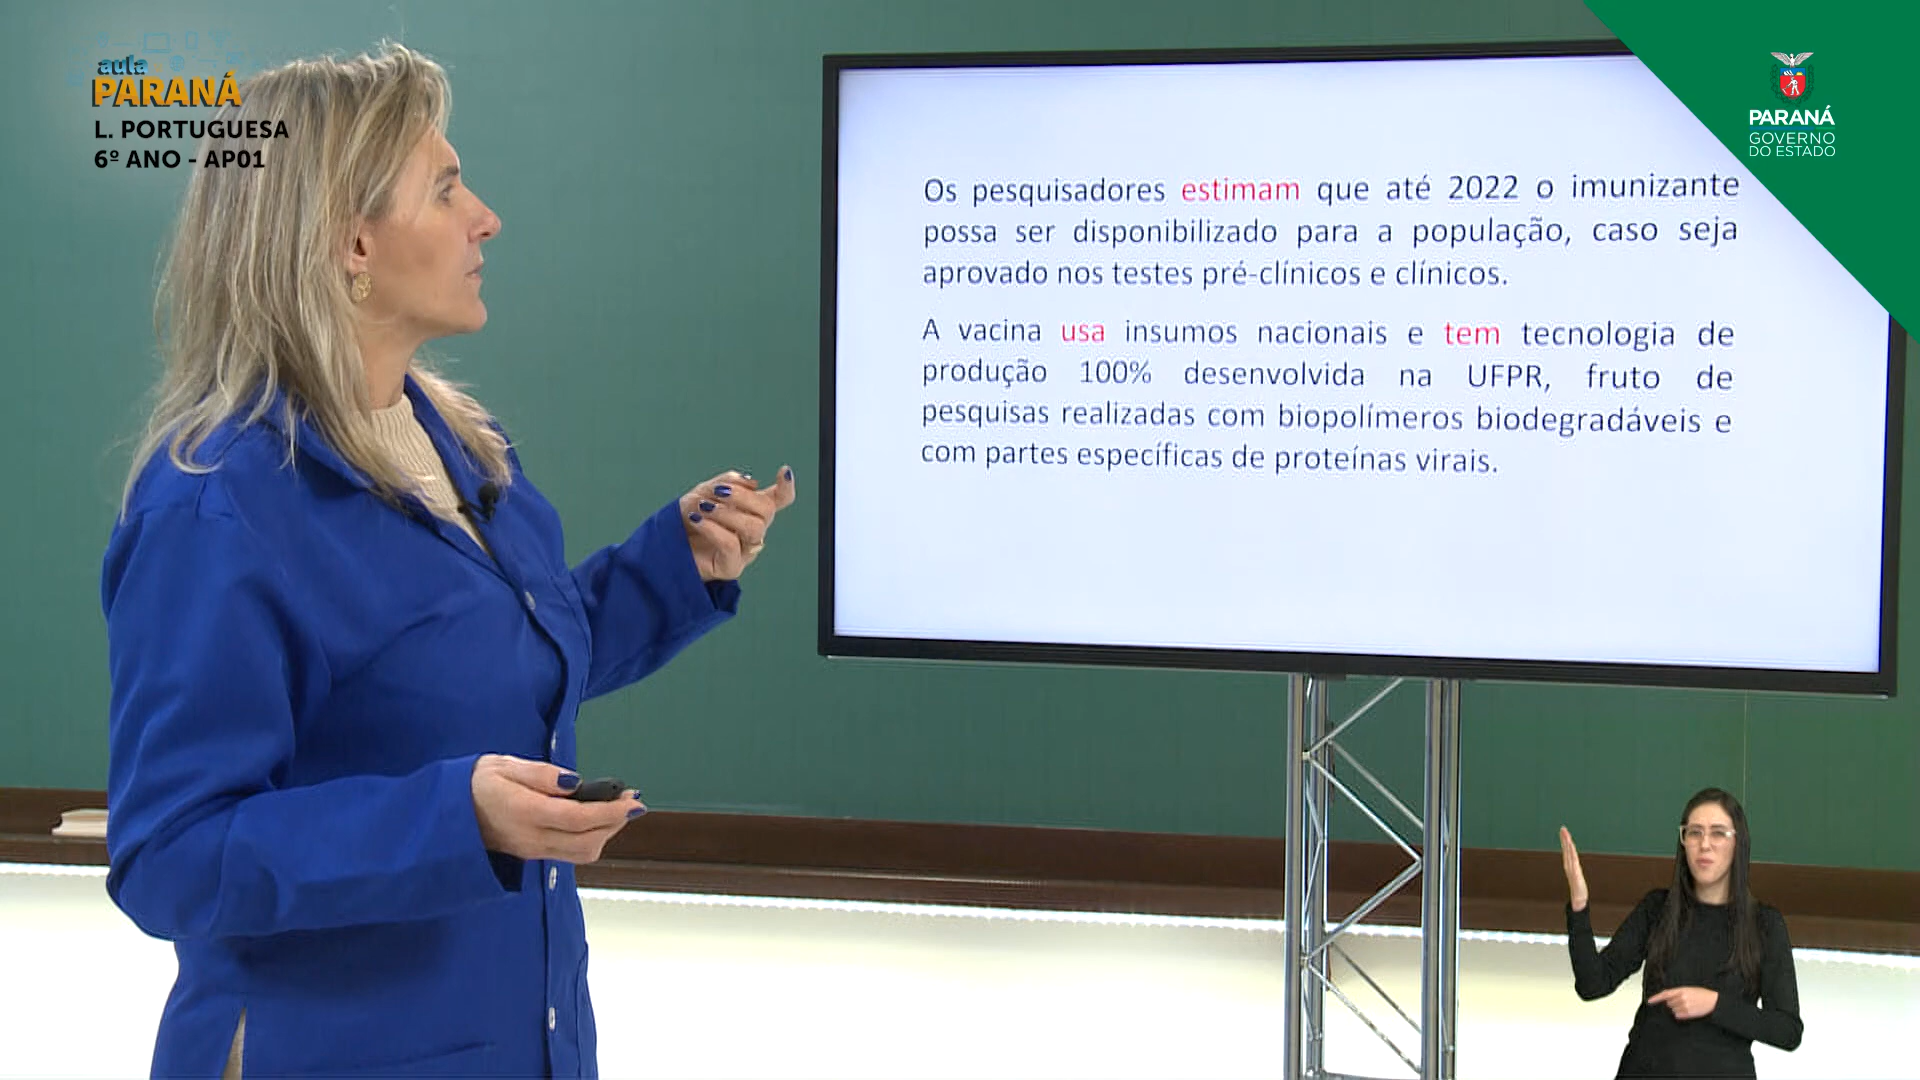 aula
PARANÁ
L. PORTUGUESA
6º ANO - AP01
PARANÁ
GOVERNO
DO ESTADO
Os pesquisadores estimam que até 2022 o imunizante
possa ser disponibilizado para a população, caso seja
aprovado nos testes pré-clínicos e clínicos.
A vacina usa insumos nacionais e tem tecnologia de
produção 100% desenvolvida na UFPR, fruto de
pesquisas realizadas com biopolímeros biodegradáveis e
com partes específicas de proteínas virais.